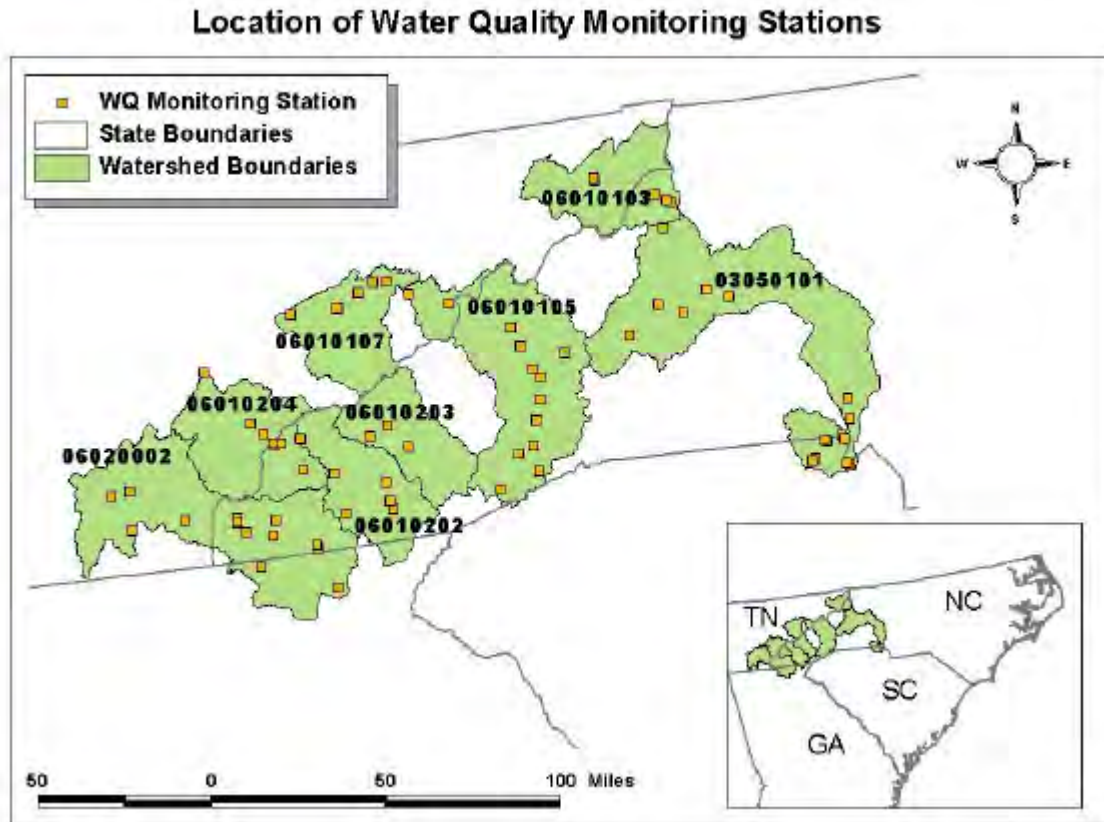 Location of Water Quality Monitoring Stations
WQ Monitoring Station
State Boundaries
Watershed Boundaries
N
W E
S
06010103
03050101
06010105
06010107
06010204
06010203
06020002
06010202
TN
NC
SC
GA
50 0 50 100 Miles